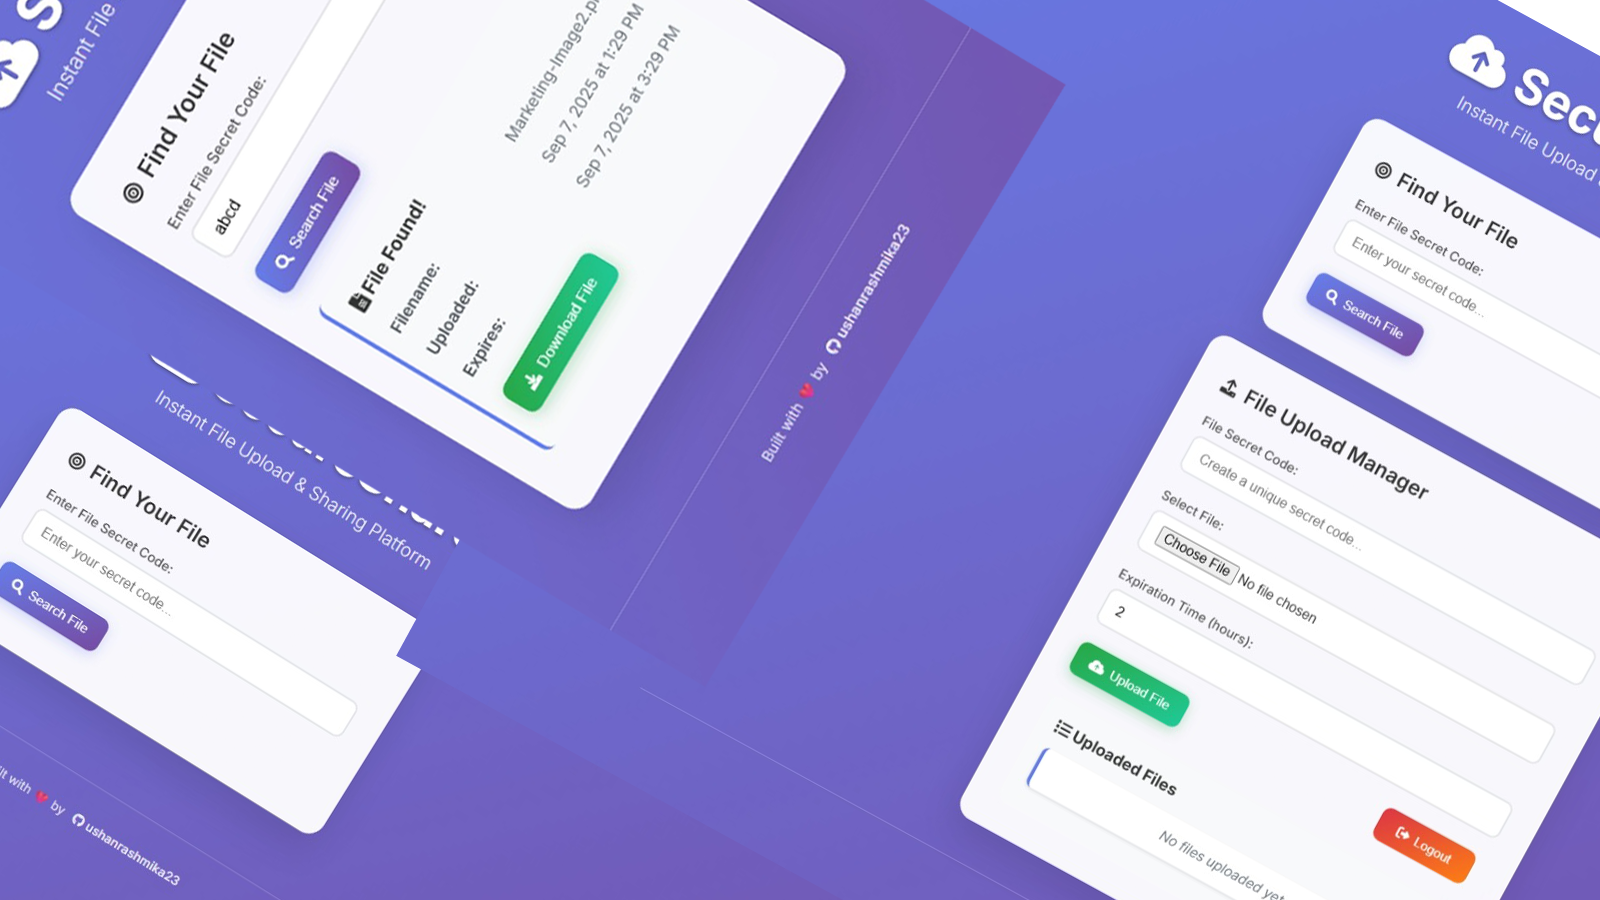 Instant File
Find Your File
Enter File Secret Code:
abcd
Search File
File Found!
Filename:
Marketing-Image2.p
Uploaded:
Sep 7, 2025 at 1:29 PM
Expires:
Sep 7, 2025 at 3:29 PM
Download File
Built with by ushanrashmika23
Instant File Upload & Sharing Platform
Find Your File
Enter File Secret Code:
Enter your secret code...
Search File
with by ushanrashmika23
Instant File Upload
Find Your File
Enter File Secret Code:
Enter your secret code...
Search File
File Upload Manager
File Secret Code:
Create a unique secret code...
Select File:
Choose File No file chosen
Expiration Time (hours):
2
Upload File
Uploaded Files
No files uploaded yet
Logout